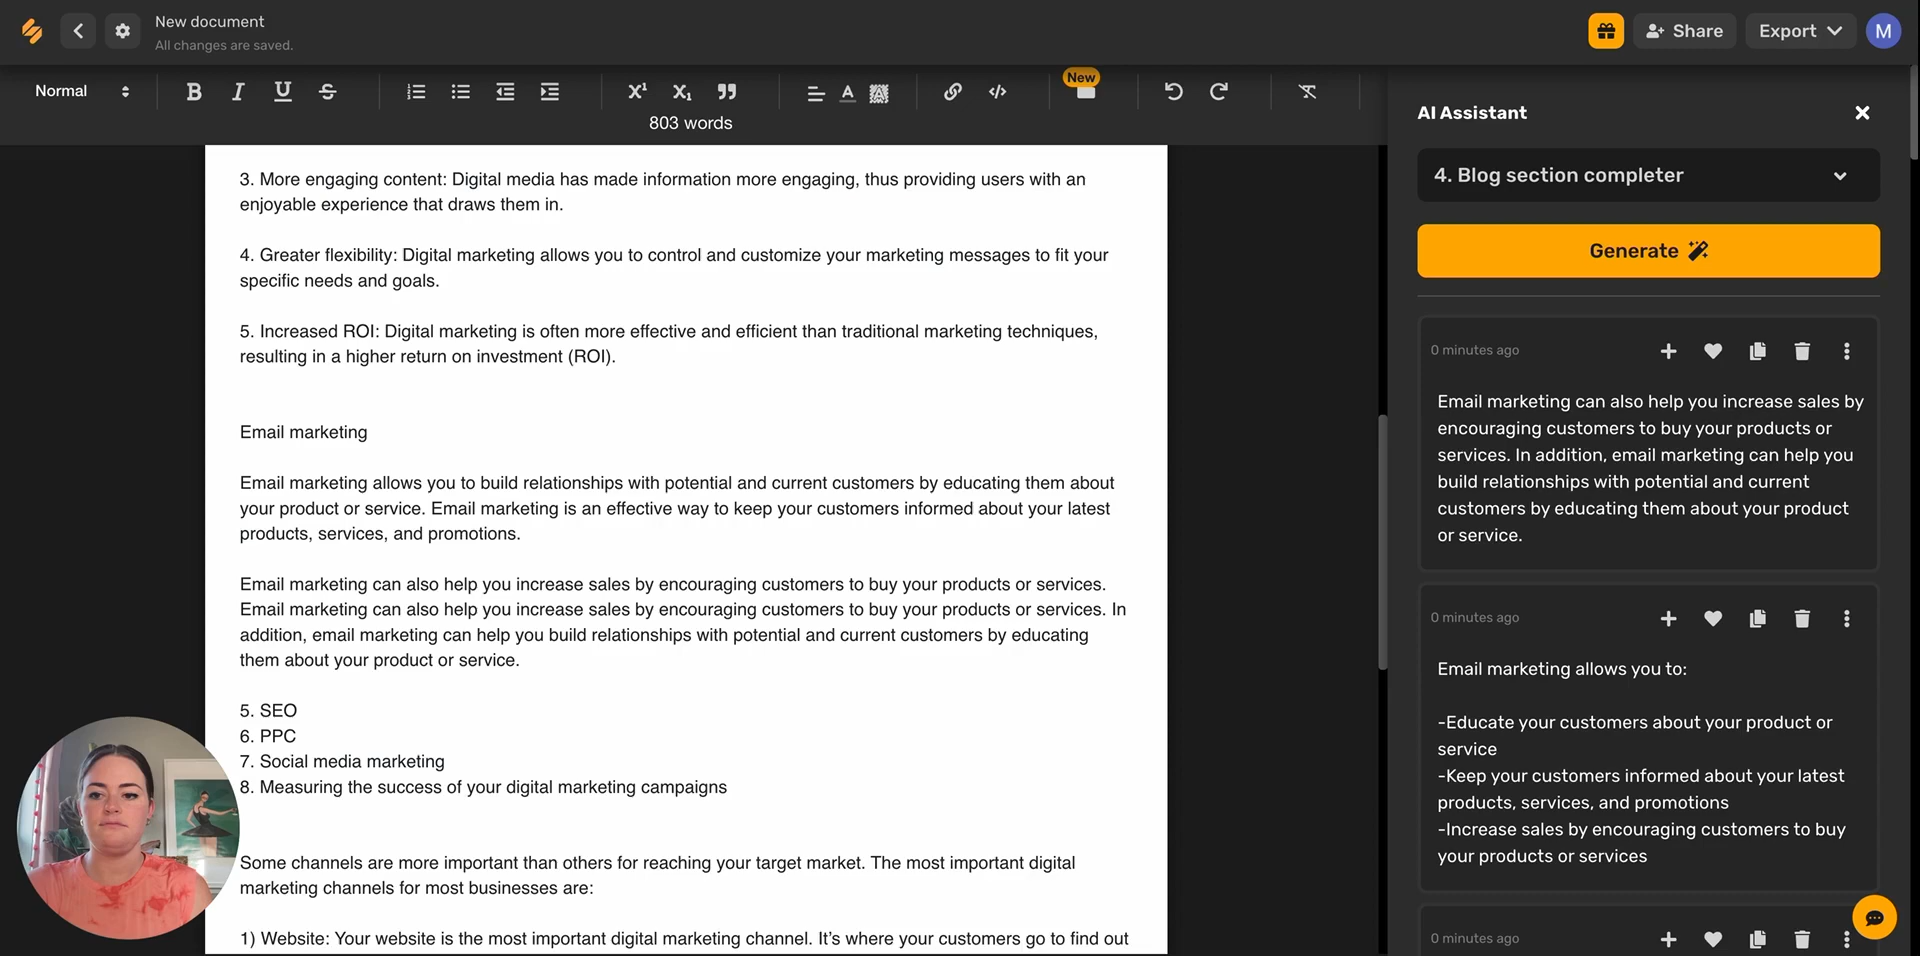 New document
All changes are saved.
Share
Export
M
Normal
New
803 words
3. More engaging content: Digital media has made information more engaging, thus providing users with an
enjoyable experience that draws them in.
4. Greater flexibility: Digital marketing allows you to control and customize your marketing messages to fit your
specific needs and goals.
5. Increased ROI: Digital marketing is often more effective and efficient than traditional marketing techniques,
resulting in a higher return on investment (ROI).
Email marketing
Email marketing allows you to build relationships with potential and current customers by educating them about
your product or service. Email marketing is an effective way to keep your customers informed about your latest
products, services, and promotions.
Email marketing can also help you increase sales by encouraging customers to buy your products or services.
Email marketing can also help you increase sales by encouraging customers to buy your products or services. In
addition, email marketing can help you build relationships with potential and current customers by educating
them about your product or service.
5. SEO
6. PPC
7. Social media marketing
8. Measuring the success of your digital marketing campaigns
Some channels are more important than others for reaching your target market. The most important digital
marketing channels for most businesses are:
1) Website: Your website is the most important digital marketing channel. It's where your customers go to find out
AI Assistant
4. Blog section completer
Generate
0 minutes ago
Email marketing can also help you increase sales by
encouraging customers to buy your products or
services. In addition, email marketing can help you
build relationships with potential and current
customers by educating them about your product
or service.
0 minutes ago
Email marketing allows you to:
-Educate your customers about your product or
service
-Keep your customers informed about your latest
products, services, and promotions
-Increase sales by encouraging customers to buy
your products or services
0 minutes ago